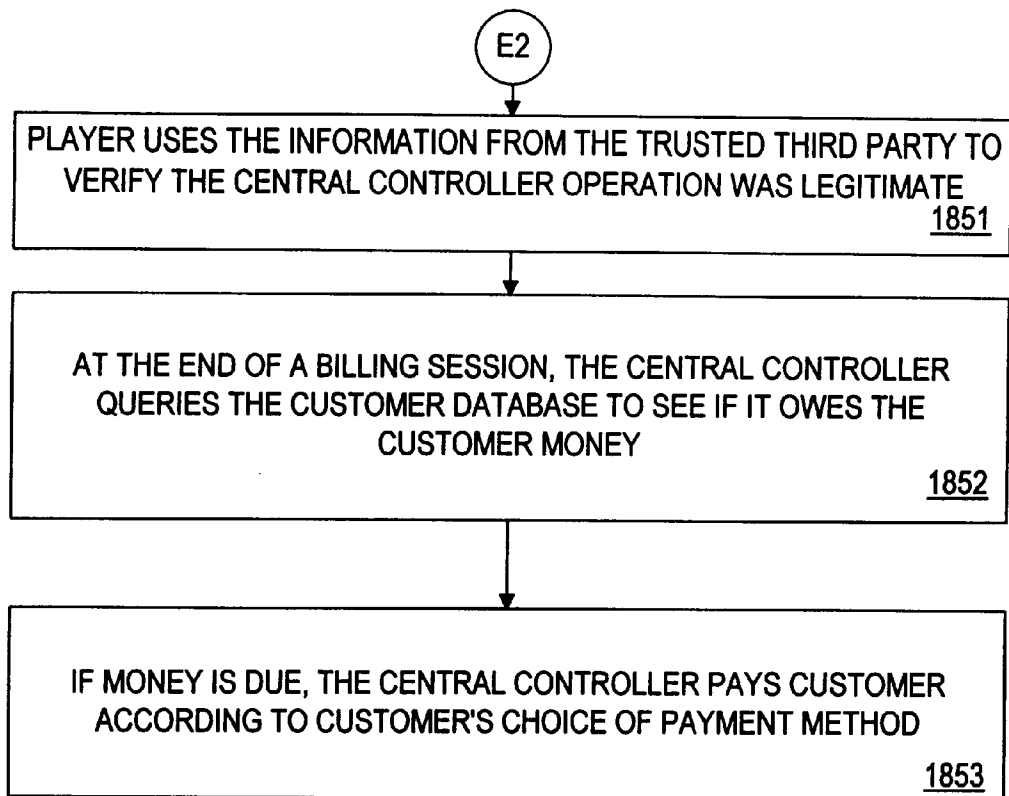 E2
PLAYER USES THE INFORMATION FROM THE TRUSTED THIRD PARTY TO
VERIFY THE CENTRAL CONTROLLER OPERATION WAS LEGITIMATE
1851
AT THE END OF A BILLING SESSION, THE CENTRAL CONTROLLER
QUERIES THE CUSTOMER DATABASE TO SEE IF IT OWES THE
CUSTOMER MONEY
1852
IF MONEY IS DUE, THE CENTRAL CONTROLLER PAYS CUSTOMER
ACCORDING TO CUSTOMER'S CHOICE OF PAYMENT METHOD
1853